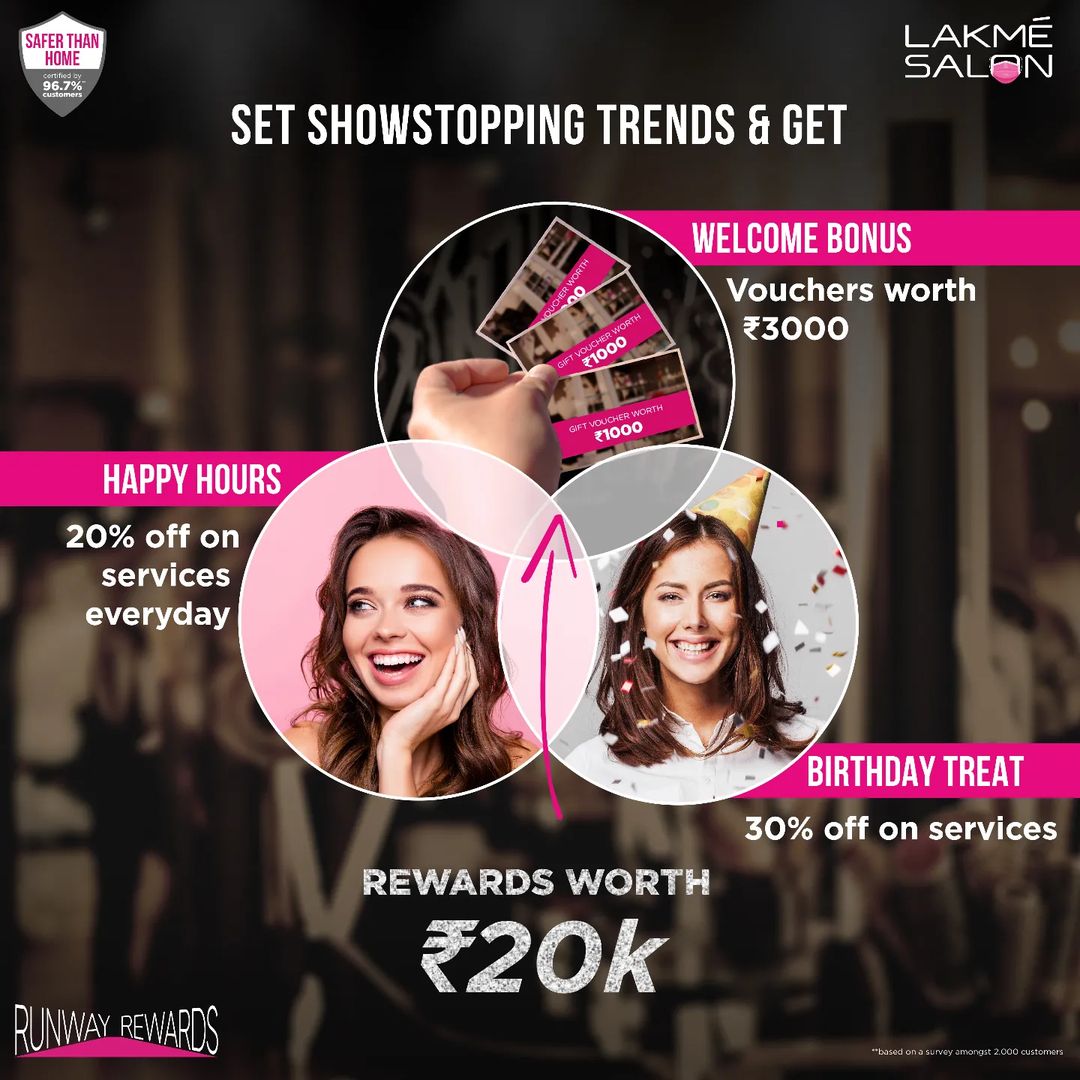 SAFER THAN
HOME
certified by
96.7%**
customers
LAKMÉ
SALON
SET SHOWSTOPPING TRENDS & GET
WELCOME BONUS
Vouchers worth
₹3000
VOUCHER WORTH
GIFT VOUCHER WORTH
₹1000
GIFT VOUCHER WORTH
₹1000
HAPPY HOURS
20% off on
services
everyday
BIRTHDAY TREAT
30% off on services
REWARDS WORTH
₹20k
RUNWAY REWARDS
**based on a survey amongst 2,000 customers